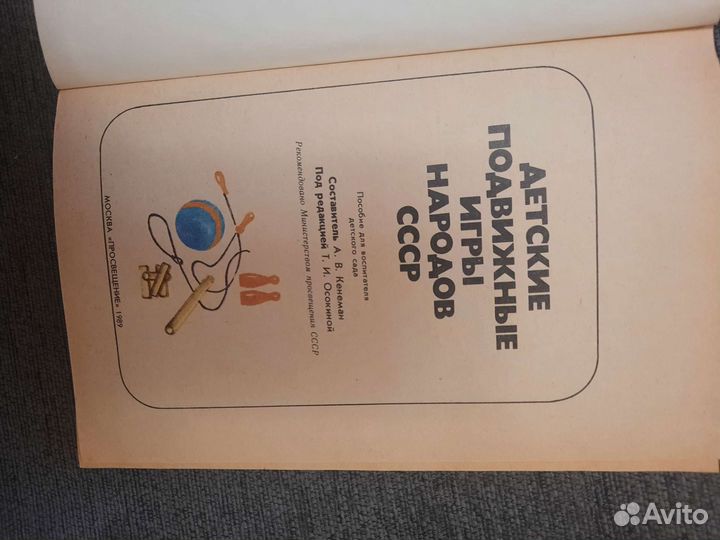 ДЕТСКИЕ
ПОДВИЖНЫЕ
ИГРЫ
НАРОДОВ
СССР
Пособие для воспитателя
детского сада
Составитель А. В. Кенеман
Под редакцией Т. И. Осокиной
Рекомендовано Министерством просвещения СССР
МОСКВА «ПРОСВЕЩЕНИЕ» 1989
Avito